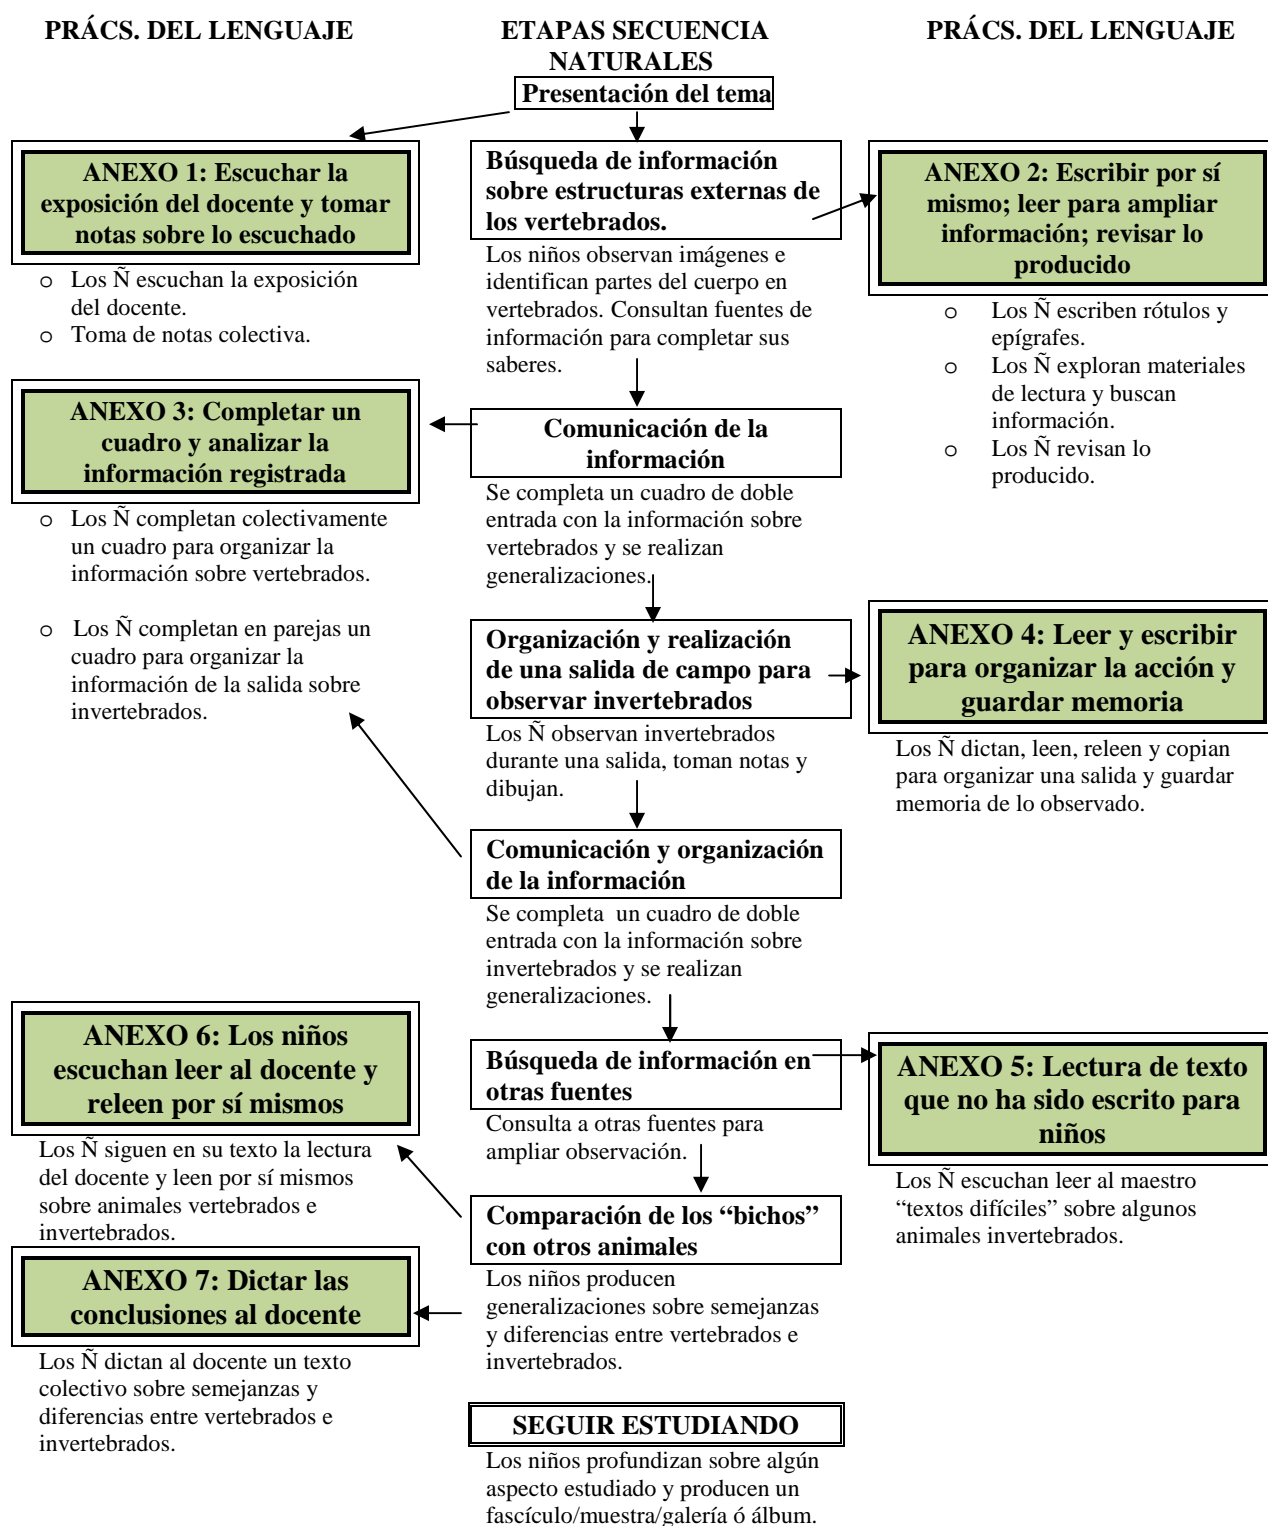 PRÁCS. DEL LENGUAJE
ETAPAS SECUENCIA
NATURALES
PRÁCS. DEL LENGUAJE
Presentación del tema
ANEXO 1: Escuchar la
exposición del docente y tomar
notas sobre lo escuchado
o Los Ñ escuchan la exposición
del docente.
o Toma de notas colectiva.
Búsqueda de información
sobre estructuras externas de
los vertebrados.
Los niños observan imágenes e
identifican partes del cuerpo en
vertebrados. Consultan fuentes de
información para completar sus
saberes.
ANEXO 2: Escribir por sí
mismo; leer para ampliar
información; revisar lo
producido
o Los Ñ escriben rótulos y
epígrafes.
o Los Ñ exploran materiales
de lectura y buscan
información.
o Los Ñ revisan lo
producido.
ANEXO 3: Completar un
cuadro y analizar la
información registrada
o Los Ñ completan colectivamente
un cuadro para organizar la
información sobre vertebrados.
o Los Ñ completan en parejas un
cuadro para organizar la
información de la salida sobre
invertebrados.
Comunicación de la
información
Se completa un cuadro de doble
entrada con la información sobre
vertebrados y se realizan
generalizaciones.
Organización y realización
de una salida de campo para
observar invertebrados
Los Ñ observan invertebrados
durante una salida, toman notas y
dibujan.
ANEXO 4: Leer y escribir
para organizar la acción y
guardar memoria
Los Ñ dictan, leen, releen y copian
para organizar una salida y guardar
memoria de lo observado.
Comunicación y organización
de la información
Se completa un cuadro de doble
entrada con la información sobre
invertebrados y se realizan
generalizaciones.
ANEXO 6: Los niños
escuchan leer al docente y
releen por sí mismos
Los Ñ siguen en su texto la lectura
del docente y leen por sí mismos
sobre animales vertebrados e
invertebrados.
Búsqueda de información en
otras fuentes
Consulta a otras fuentes para
ampliar observación.
ANEXO 5: Lectura de texto
que no ha sido escrito para
niños
Los Ñ escuchan leer al maestro
“textos difíciles” sobre algunos
animales invertebrados.
Comparación de los “bichos”
con otros animales
Los niños producen
generalizaciones sobre semejanzas
y diferencias entre vertebrados e
invertebrados.
ANEXO 7: Dictar las
conclusiones al docente
Los Ñ dictan al docente un texto
colectivo sobre semejanzas y
diferencias entre vertebrados e
invertebrados.
SEGUIR ESTUDIANDO
Los niños profundizan sobre algún
aspecto estudiado y producen un
fascículo/muestra/galería ó álbum.